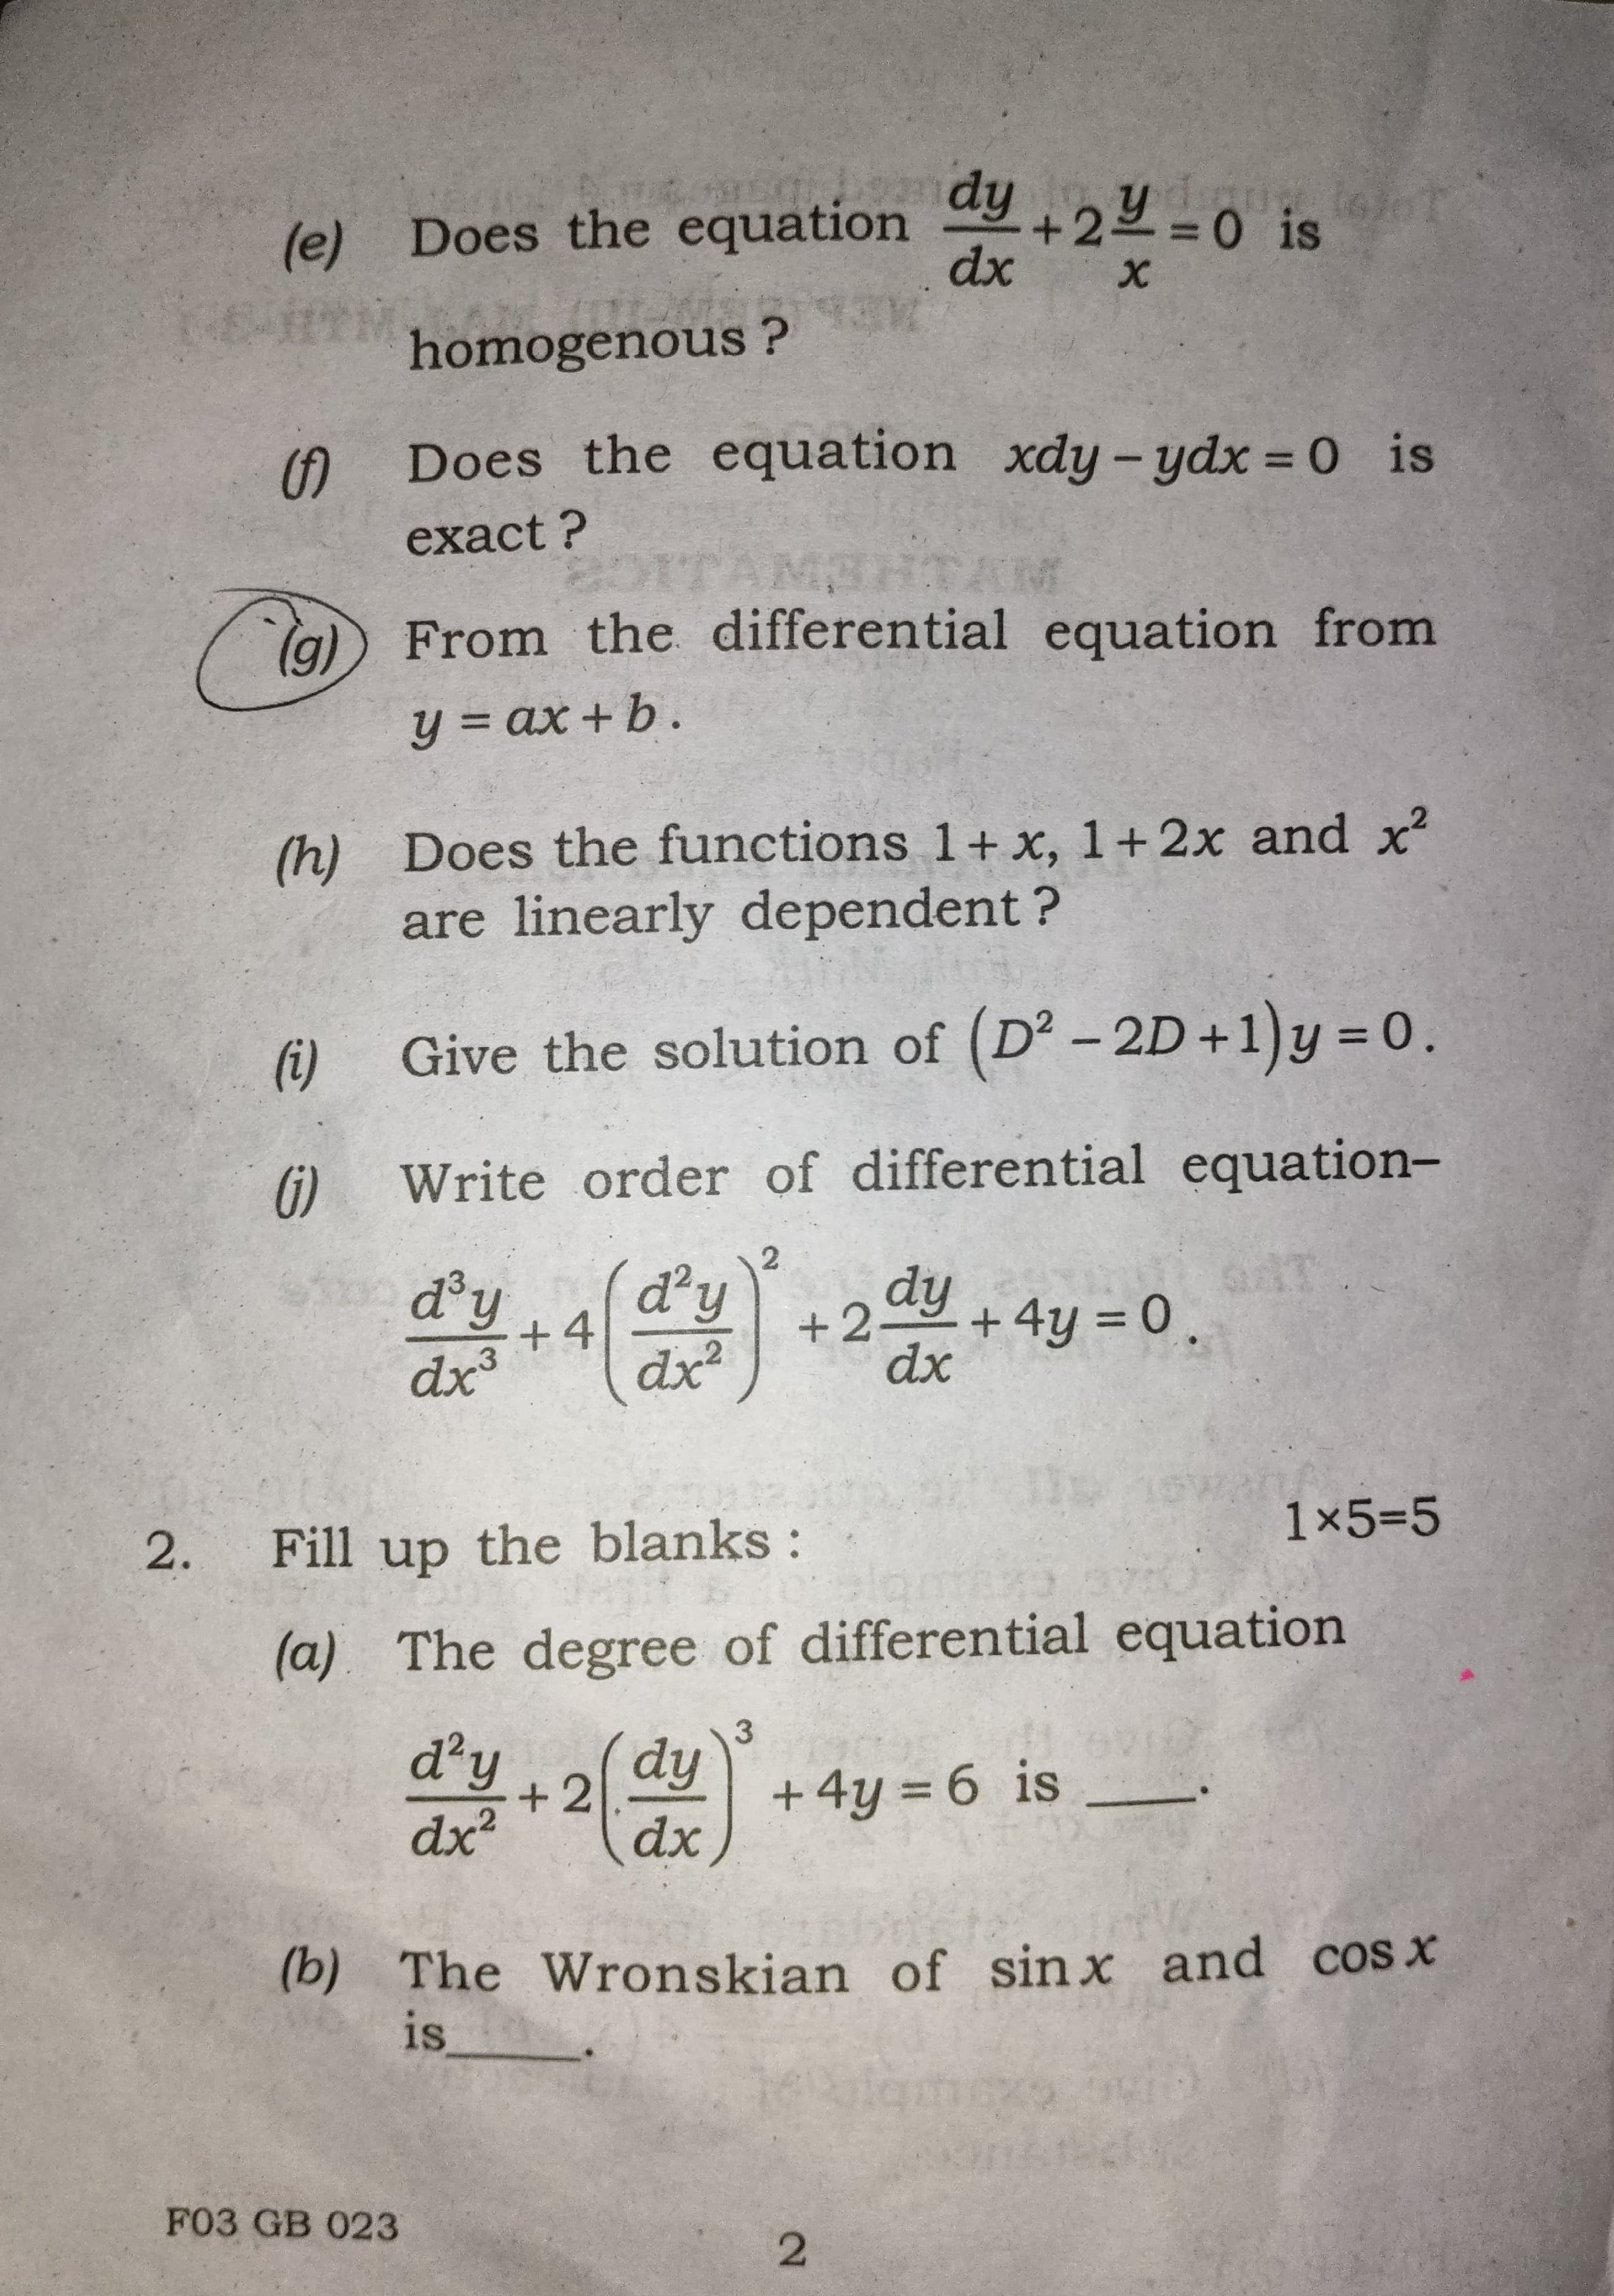 (e) Does the equation dy/dx + 2 y/x = 0 is
homogenous ?
(f) Does the equation xdy – ydx = 0 is
exact ?
(g) From the differential equation from
y = ax + b.
(h) Does the functions 1 + x, 1 + 2x and x²
are linearly dependent ?
(i) Give the solution of (D² – 2D + 1)y = 0.
(j) Write order of differential equation–
d³y/dx³ + 4(d²y/dx²)² + 2 dy/dx + 4y = 0.
2. Fill up the blanks : 1×5=5
(a) The degree of differential equation
d²y/dx² + 2(dy/dx)³ + 4y = 6 is ____.
(b) The Wronskian of sin x and cos x
is_____.
F03 GB 023 2